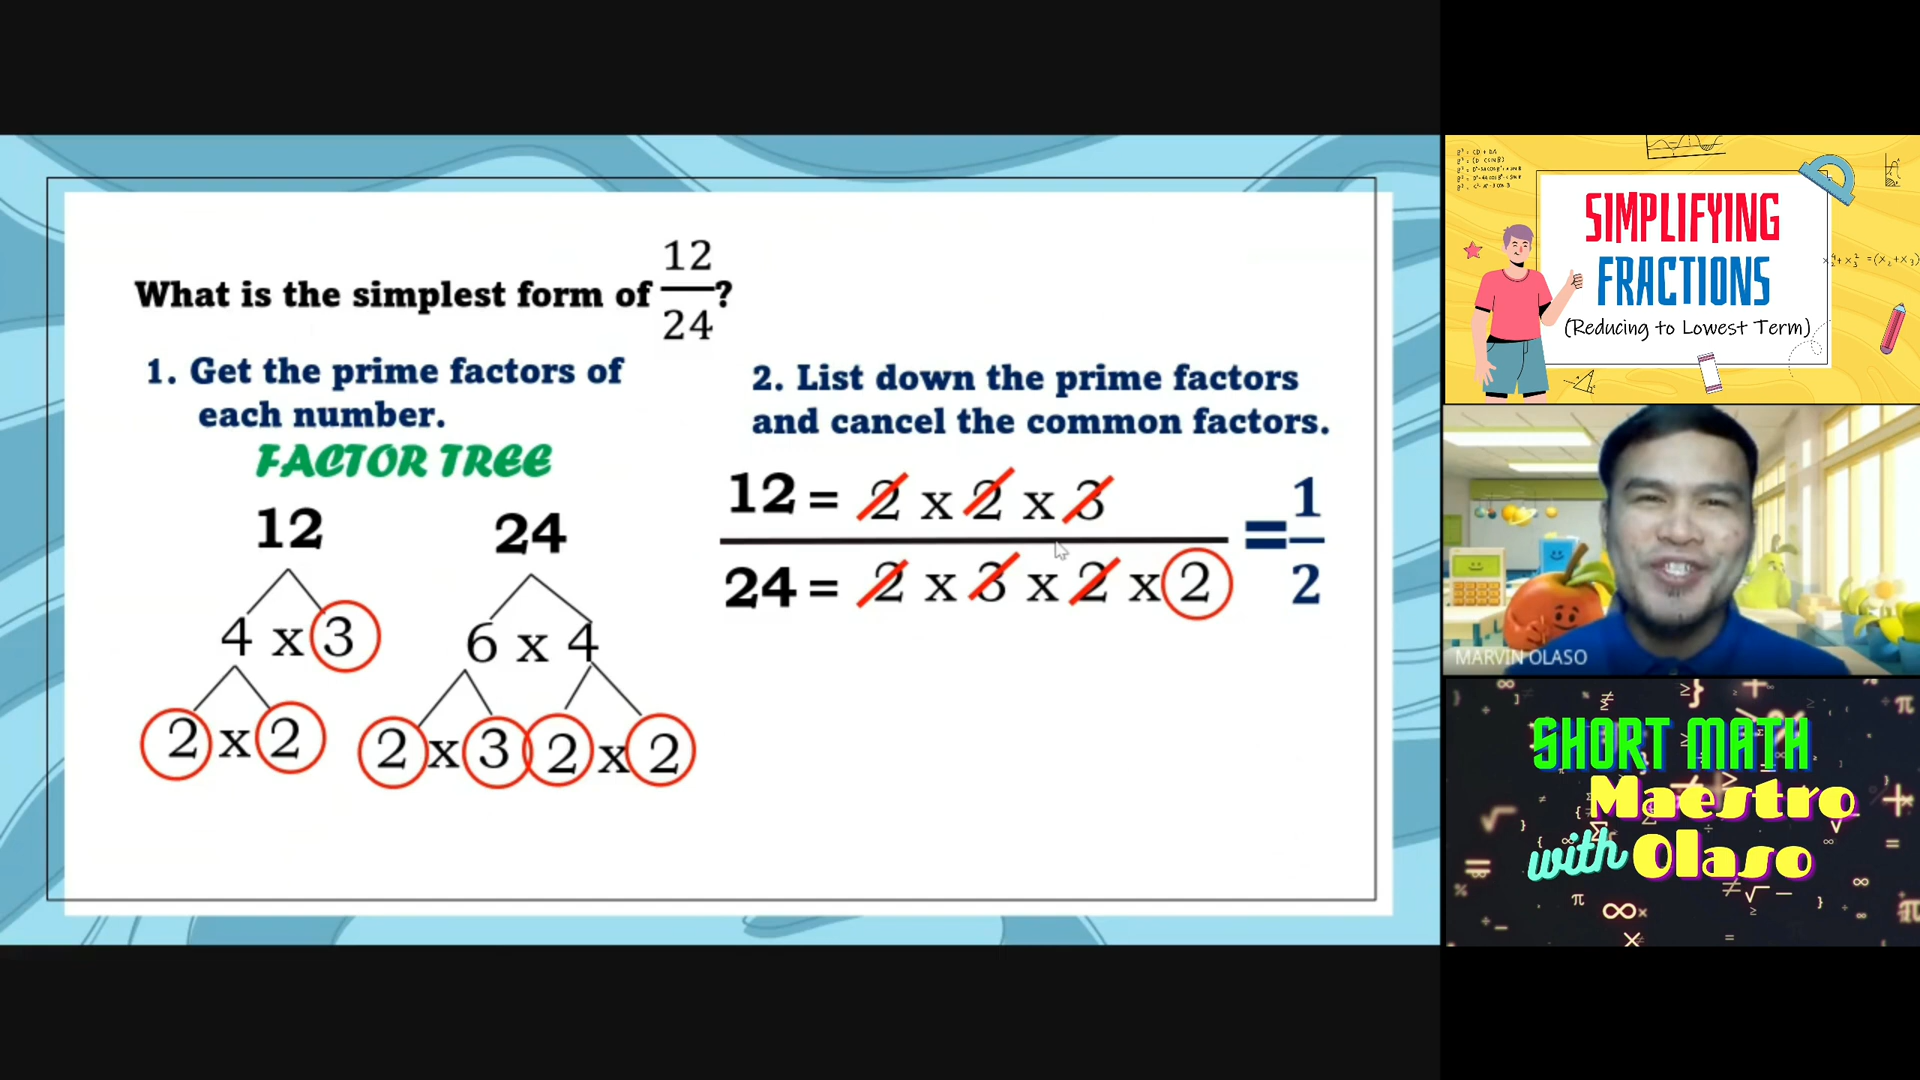 What is the simplest form of 12/24?
1. Get the prime factors of
each number.
FACTOR TREE
12 24
4 x 3 6 x 4
2 x 2 2 x 3 2 x 2
2. List down the prime factors
and cancel the common factors.
12 = 2 x 2 x 3
24 = 2 x 3 x 2 x 2
= 1/2
SIMPLIFYING
FRACTIONS
(Reducing to Lowest Term)
MARVIN OLASO
SHORT MATH
Maestro
with Olaso